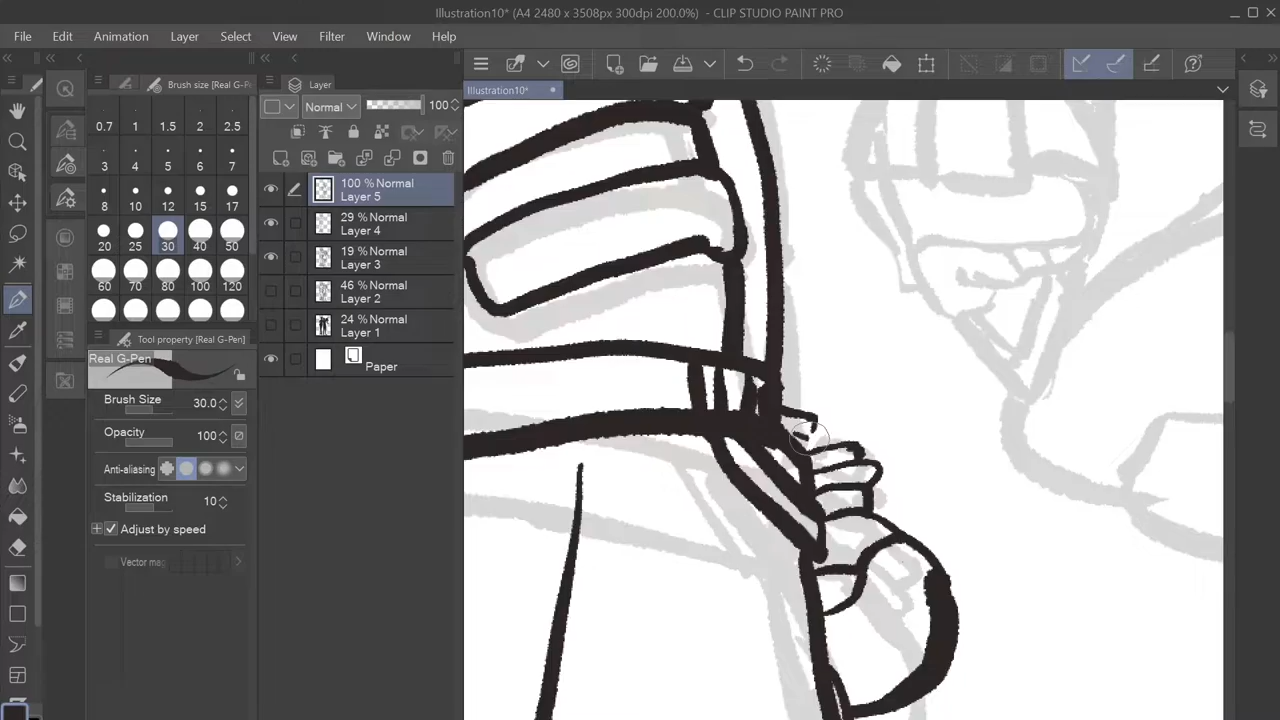 Illustration10* (A4 2480 x 3508px 300dpi 200.0%)  - CLIP STUDIO PAINT PRO
File Edit Animation Layer Select View Filter Window Help
Brush size [Real G-P
Layer
Illustration10*
Normal 100
0.7 1 1.5 2 2.5
3 4 5 6 7
8 10 12 15 17
20 25 30 40 50
60 70 80 100 120
100 % Normal
Layer 5
29 % Normal
Layer 4
19 % Normal
Layer 3
46 % Normal
Layer 2
24 % Normal
Layer 1
Paper
Tool property [Real G-Pen]
Real G-Pen
Brush Size 30.0
Opacity 100
Anti-aliasing
Stabilization 10
Adjust by speed
Vector mag